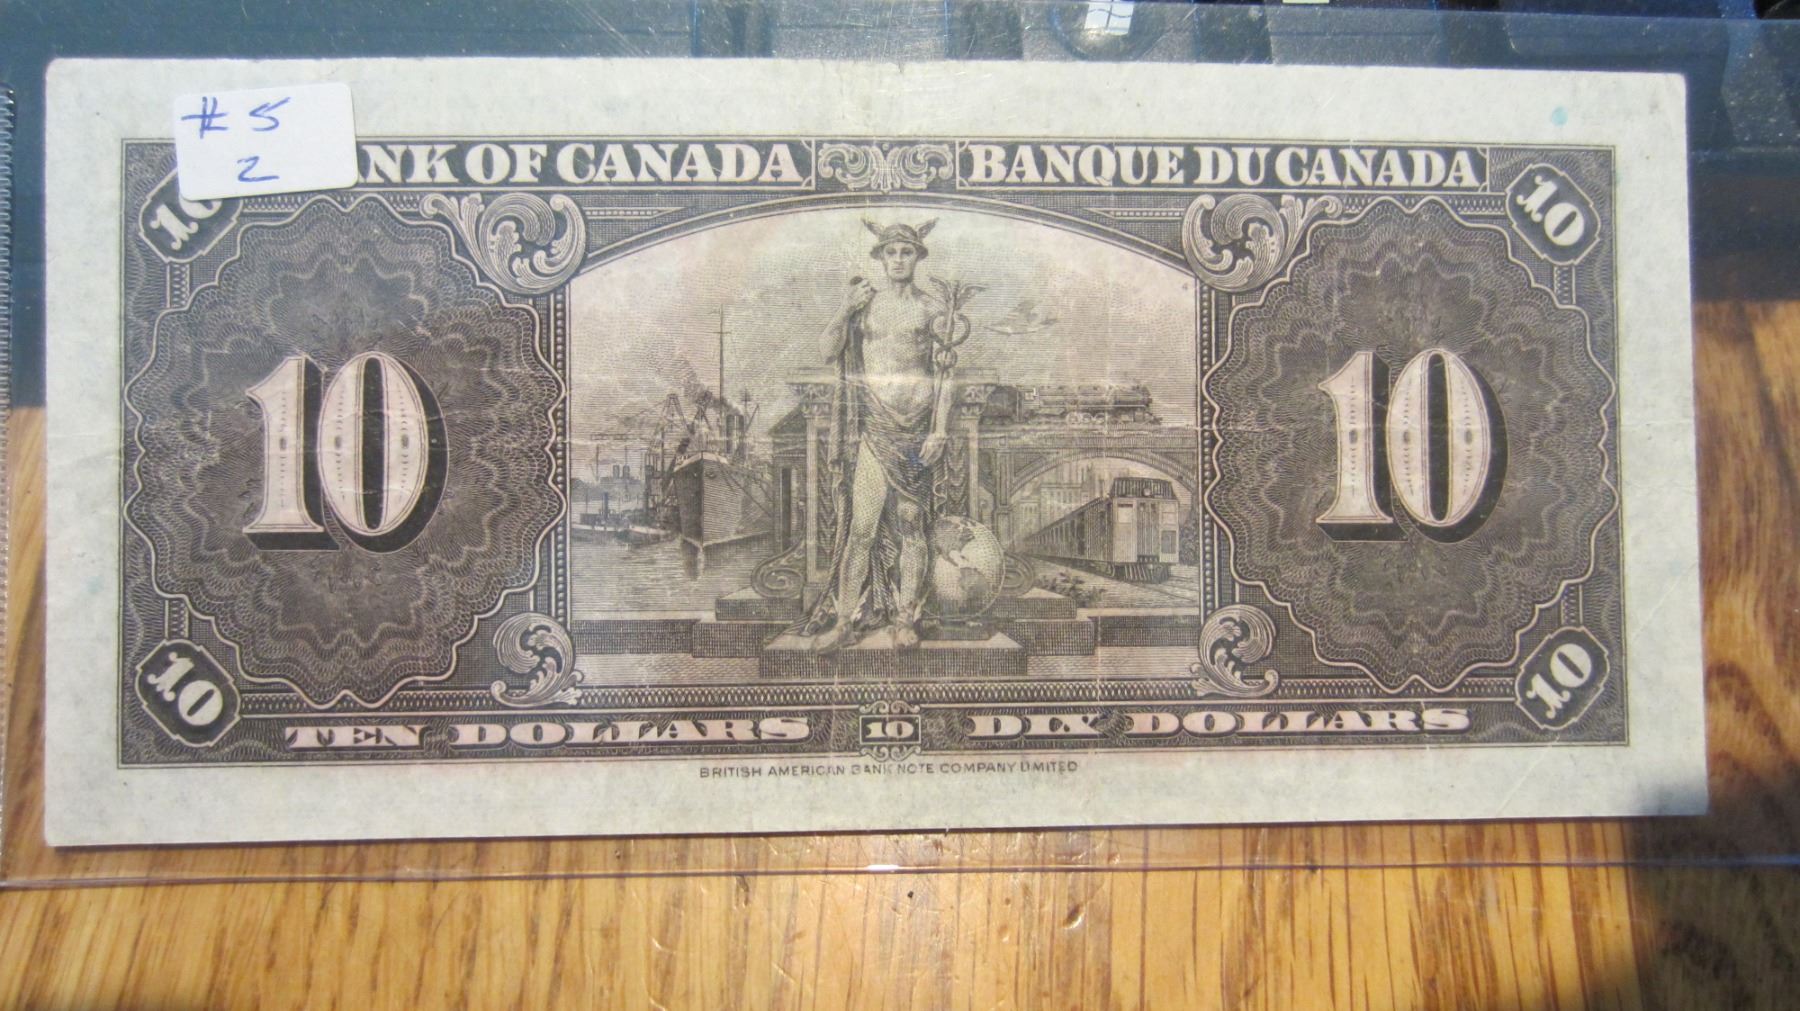 # 5
2
NK OF CANADA BANQUE DU CANADA
10 10
10 10
10 10
TEN DOLLARS 10 DIX DOLLARS
BRITISH AMERICAN BANK NOTE COMPANY LIMITED